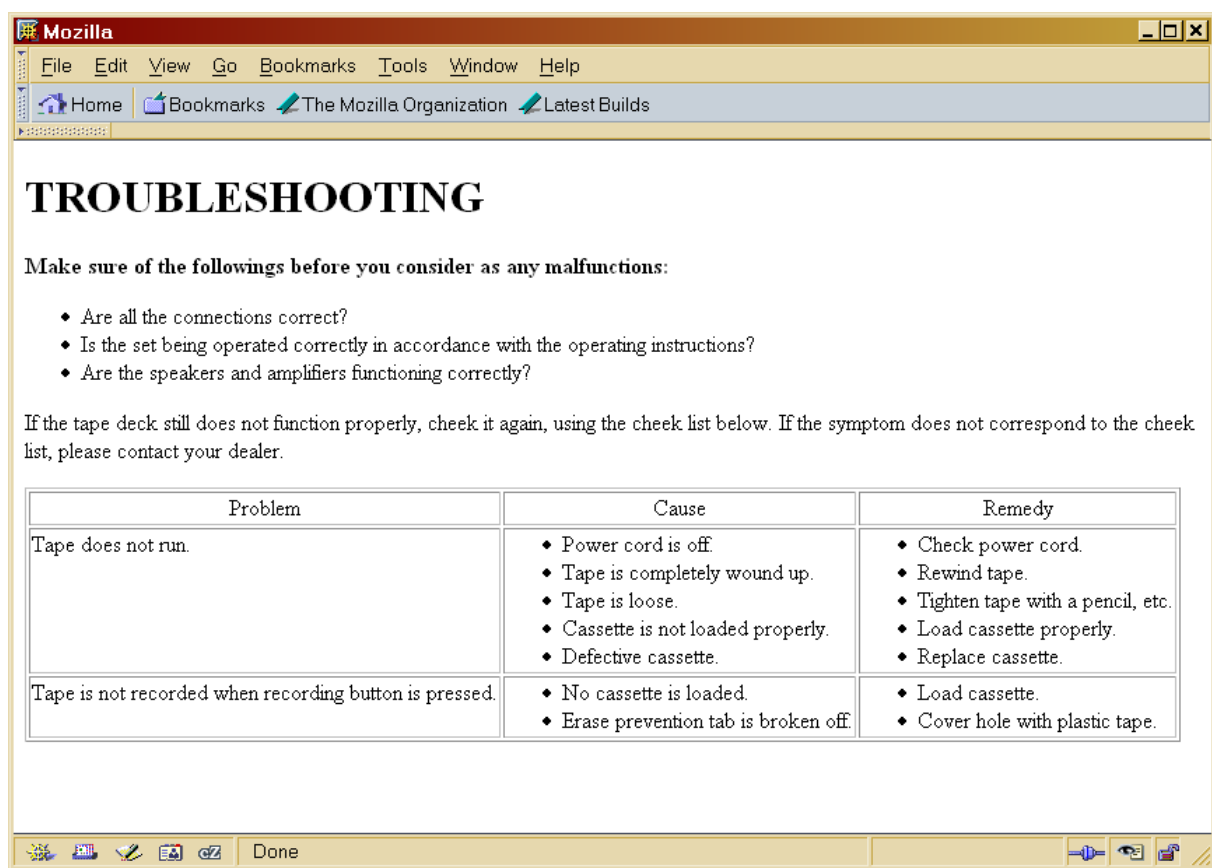 Mozilla
File Edit View Go Bookmarks Tools Window Help
Home Bookmarks The Mozilla Organization Latest Builds
TROUBLESHOOTING
Make sure of the followings before you consider as any malfunctions:
• Are all the connections correct?
• Is the set being operated correctly in accordance with the operating instructions?
• Are the speakers and amplifiers functioning correctly?
If the tape deck still does not function properly, cheek it again, using the cheek list below. If the symptom does not correspond to the cheek
list, please contact your dealer.
Problem Cause Remedy
Tape does not run.
• Power cord is off.
• Tape is completely wound up.
• Tape is loose.
• Cassette is not loaded properly.
• Defective cassette.
• Check power cord.
• Rewind tape.
• Tighten tape with a pencil, etc.
• Load cassette properly.
• Replace cassette.
Tape is not recorded when recording button is pressed.
• No cassette is loaded.
• Erase prevention tab is broken off.
• Load cassette.
• Cover hole with plastic tape.
cZ Done